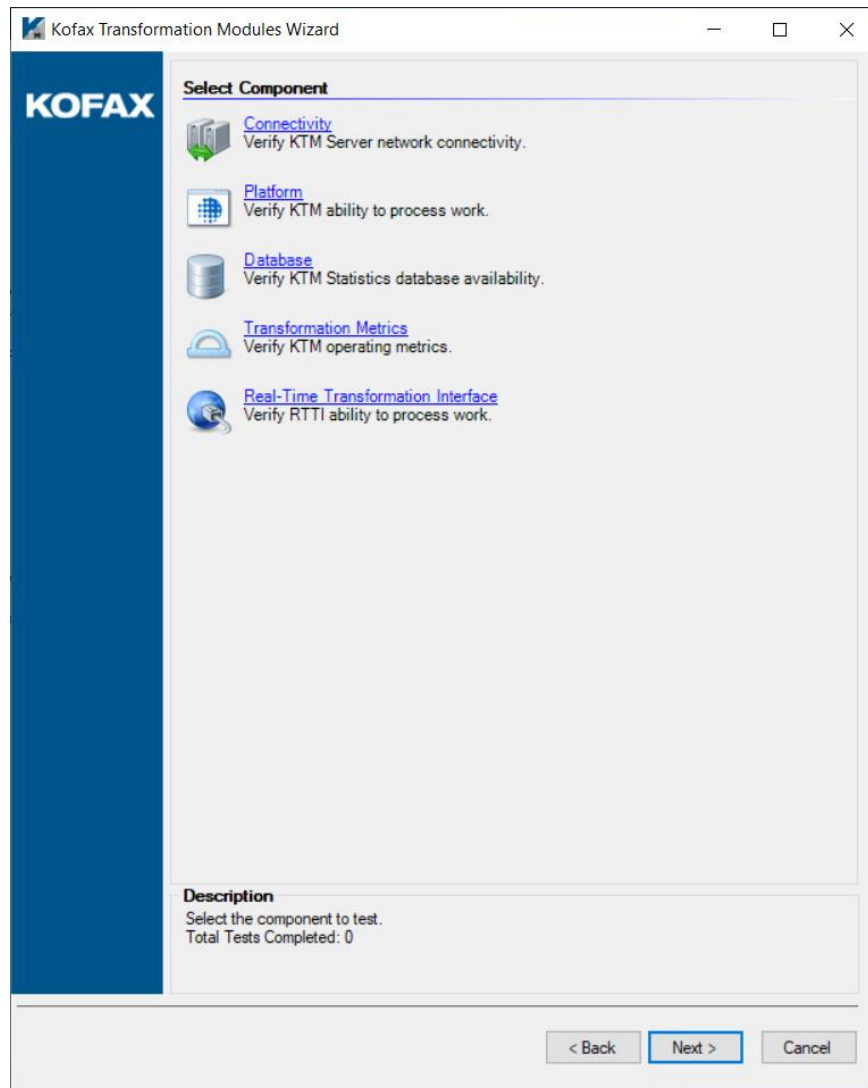 Kofax Transformation Modules Wizard
KOFAX
Select Component
Connectivity
Verify KTM Server network connectivity.
Platform
Verify KTM ability to process work.
Database
Verify KTM Statistics database availability.
Transformation Metrics
Verify KTM operating metrics.
Real-Time Transformation Interface
Verify RTTI ability to process work.
Description
Select the component to test.
Total Tests Completed: 0
< Back Next > Cancel